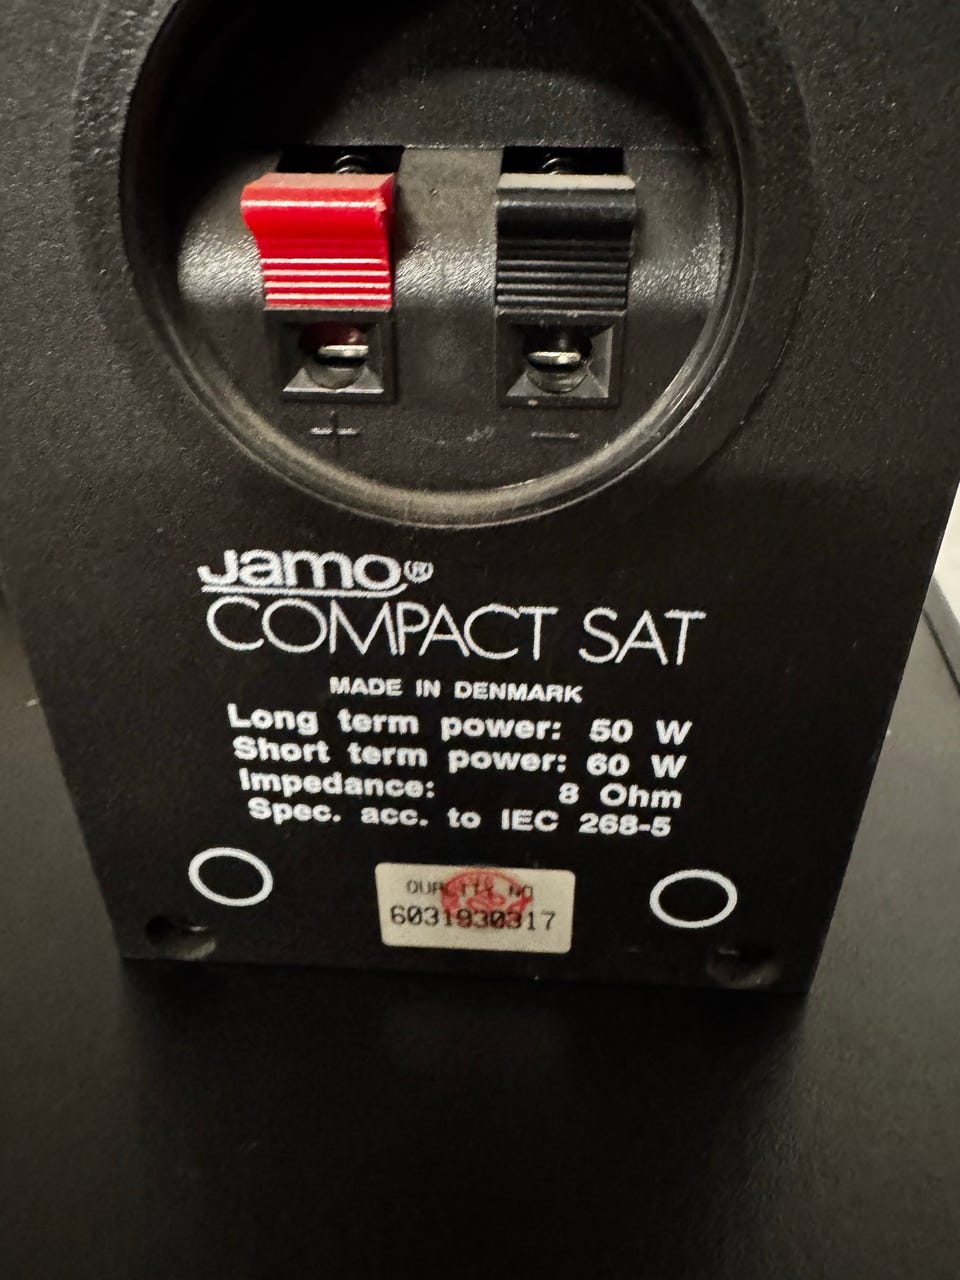 + −
Jamo®
COMPACT SAT
MADE IN DENMARK
Long term power: 50 W
Short term power: 60 W
Impedance: 8 Ohm
Spec. acc. to IEC 268-5
QUALITY NO
6031930317